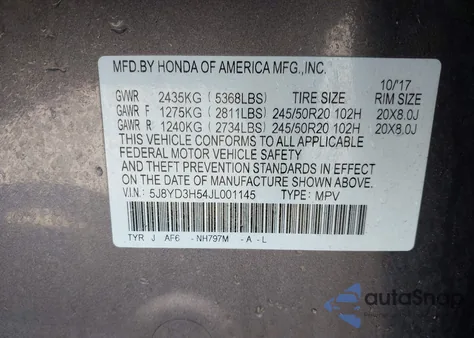 MFD.BY HONDA OF AMERICA MFG.,INC.
10/'17
GVWR 2435KG (5368LBS) TIRE SIZE RIM SIZE
GAWR F 1275KG (2811LBS) 245/50R20 102H 20X8.0J
GAWR R 1240KG (2734LBS) 245/50R20 102H 20X8.0J
THIS VEHICLE CONFORMS TO ALL APPLICABLE
FEDERAL MOTOR VEHICLE SAFETY
AND THEFT PREVENTION STANDARDS IN EFFECT
ON THE DATE OF MANUFACTURE SHOWN ABOVE.
V.I.N.: 5J8YD3H54JL001145 TYPE: MPV
TYR J AF6 -NH797M -A -L
autoSnap